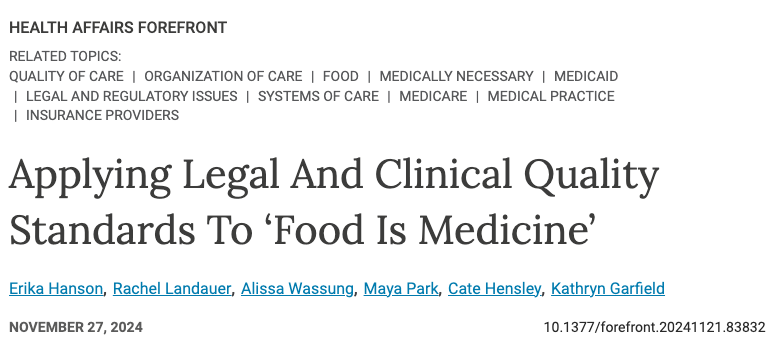 HEALTH AFFAIRS FOREFRONT
RELATED TOPICS:
QUALITY OF CARE | ORGANIZATION OF CARE | FOOD | MEDICALLY NECESSARY | MEDICAID
| LEGAL AND REGULATORY ISSUES | SYSTEMS OF CARE | MEDICARE | MEDICAL PRACTICE
| INSURANCE PROVIDERS
Applying Legal And Clinical Quality
Standards To ‘Food Is Medicine’
Erika Hanson, Rachel Landauer, Alissa Wassung, Maya Park, Cate Hensley, Kathryn Garfield
NOVEMBER 27, 2024 10.1377/forefront.20241121.83832